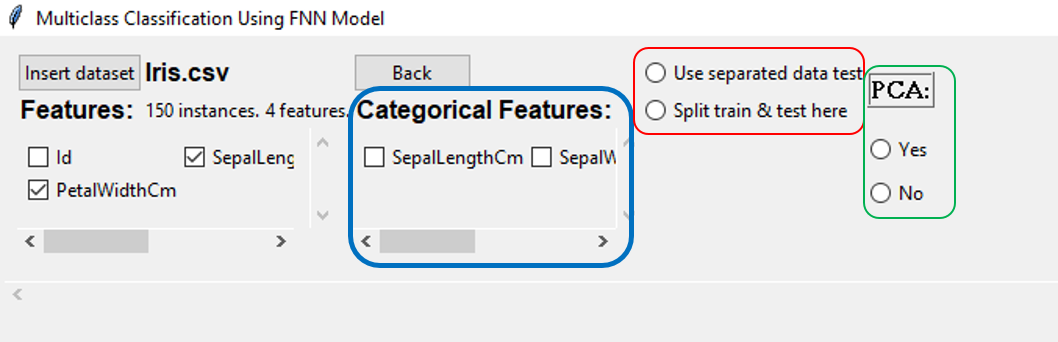 Multiclass Classification Using FNN Model
Insert dataset Iris.csv
Back
Features: 150 instances. 4 features.
Id
SepalLeng
PetalWidthCm
Categorical Features:
SepalLengthCm
SepalW
Use separated data test
Split train & test here
PCA:
Yes
No